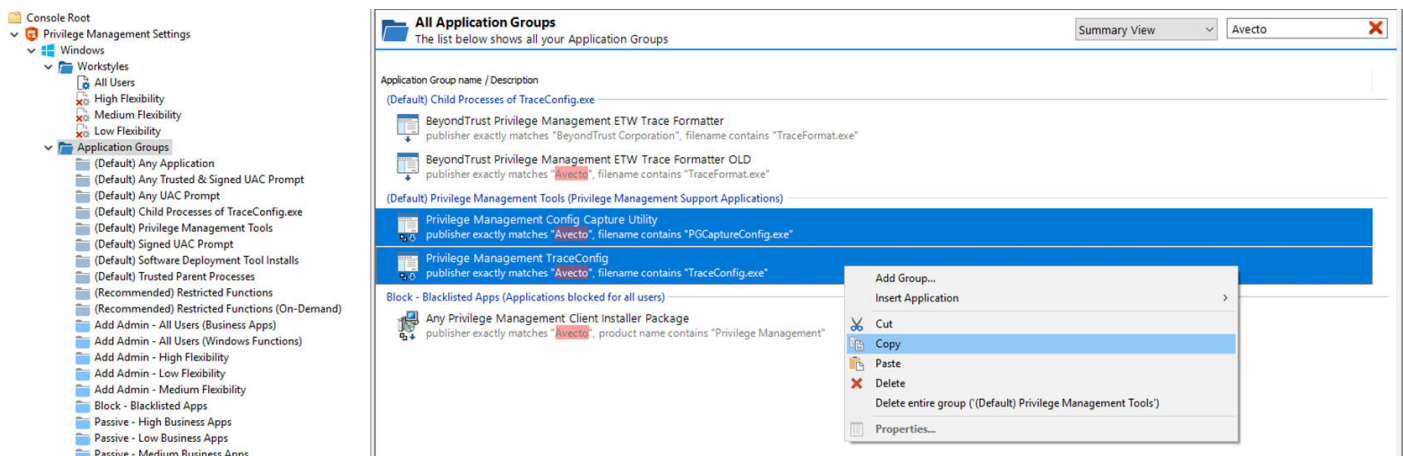 Console Root
Privilege Management Settings
Windows
Workstyles
All Users
High Flexibility
Medium Flexibility
Low Flexibility
Application Groups
(Default) Any Application
(Default) Any Trusted & Signed UAC Prompt
(Default) Any UAC Prompt
(Default) Child Processes of TraceConfig.exe
(Default) Privilege Management Tools
(Default) Signed UAC Prompt
(Default) Software Deployment Tool Installs
(Default) Trusted Parent Processes
(Recommended) Restricted Functions
(Recommended) Restricted Functions (On-Demand)
Add Admin - All Users (Business Apps)
Add Admin - All Users (Windows Functions)
Add Admin - High Flexibility
Add Admin - Low Flexibility
Add Admin - Medium Flexibility
Block - Blacklisted Apps
Passive - High Business Apps
Passive - Low Business Apps
Passive - Medium Business Apps
All Application Groups
The list below shows all your Application Groups
Summary View
Avecto
Application Group name / Description
(Default) Child Processes of TraceConfig.exe
BeyondTrust Privilege Management ETW Trace Formatter
publisher exactly matches "BeyondTrust Corporation", filename contains "TraceFormat.exe"
BeyondTrust Privilege Management ETW Trace Formatter OLD
publisher exactly matches "Avecto", filename contains "TraceFormat.exe"
(Default) Privilege Management Tools (Privilege Management Support Applications)
Privilege Management Config Capture Utility
publisher exactly matches "Avecto", filename contains "PGCaptureConfig.exe"
Privilege Management TraceConfig
publisher exactly matches "Avecto", filename contains "TraceConfig.exe"
Block - Blacklisted Apps (Applications blocked for all users)
Any Privilege Management Client Installer Package
publisher exactly matches "Avecto", product name contains "Privilege Management"
Add Group...
Insert Application
Cut
Copy
Paste
Delete
Delete entire group ('(Default) Privilege Management Tools')
Properties...